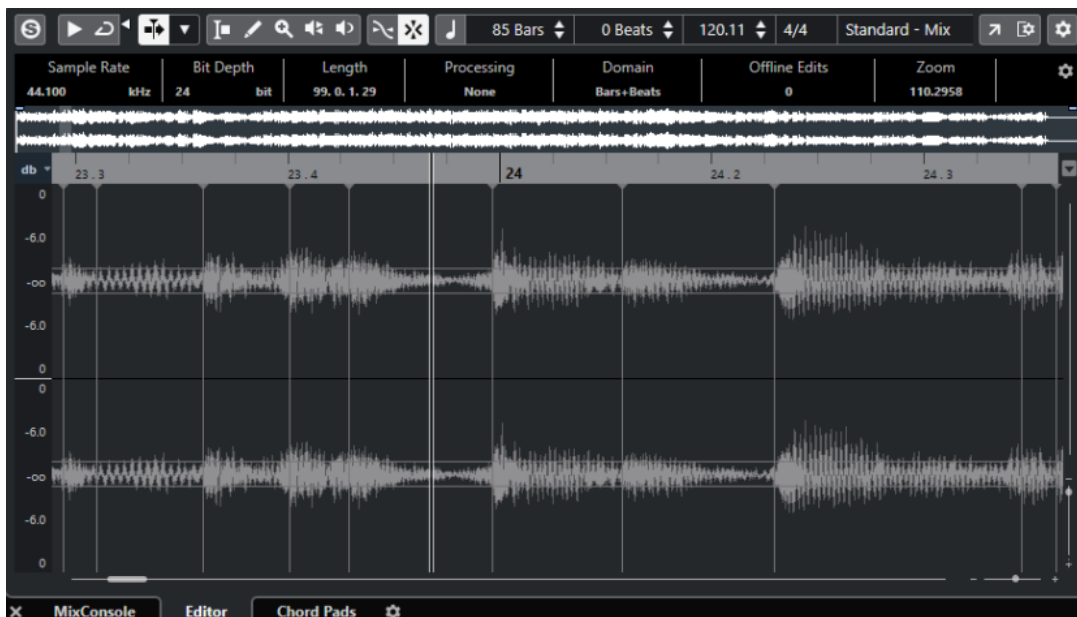 85 Bars 0 Beats 120.11 4/4 Standard - Mix
Sample Rate Bit Depth Length Processing Domain Offline Edits Zoom
44.100 kHz 24 bit 99. 0. 1. 29 None Bars+Beats 0 110.2958
db 23.3 23.4 24 24.2 24.3
0
-6.0
-oo
-6.0
0
0
-6.0
-oo
-6.0
0
MixConsole Editor Chord Pads